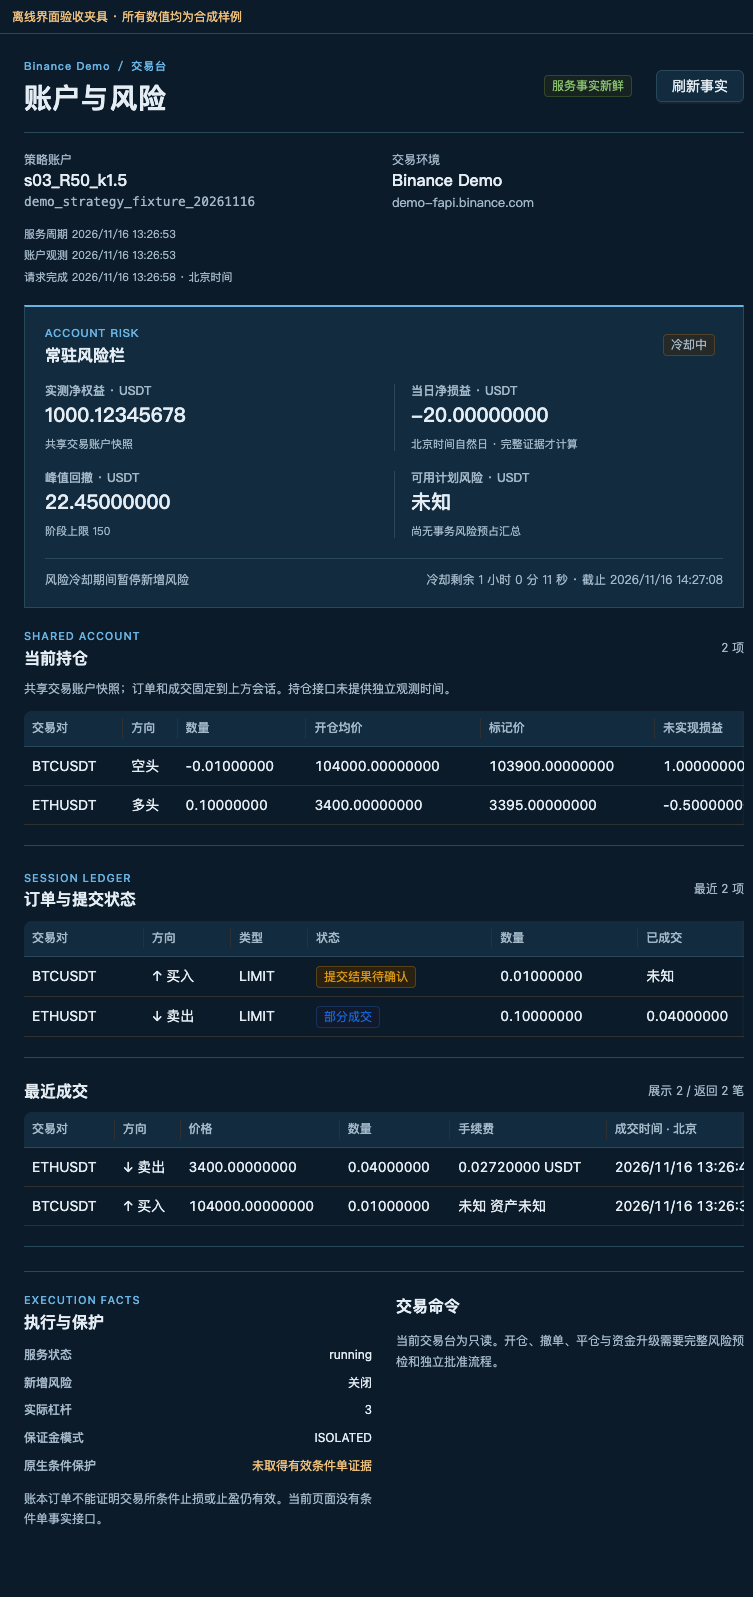 离线界面验收夹具 · 所有数值均为合成样例
Binance Demo / 交易台
账户与风险
服务事实新鲜
刷新事实
策略账户
s03_R50_k1.5
demo_strategy_fixture_20261116
交易环境
Binance Demo
demo-fapi.binance.com
服务周期 2026/11/16 13:26:53
账户观测 2026/11/16 13:26:53
请求完成 2026/11/16 13:26:58 · 北京时间
ACCOUNT RISK
常驻风险栏
冷却中
实测净权益 · USDT
1000.12345678
共享交易账户快照
当日净损益 · USDT
−20.00000000
北京时间自然日 · 完整证据才计算
峰值回撤 · USDT
22.45000000
阶段上限 150
可用计划风险 · USDT
未知
尚无事务风险预占汇总
风险冷却期间暂停新增风险
冷却剩余 1 小时 0 分 11 秒 · 截止 2026/11/16 14:27:08
SHARED ACCOUNT
当前持仓
2 项
共享交易账户快照；订单和成交固定到上方会话。持仓接口未提供独立观测时间。
交易对 方向 数量 开仓均价 标记价 未实现损益
BTCUSDT 空头 -0.01000000 104000.00000000 103900.00000000 1.00000000
ETHUSDT 多头 0.10000000 3400.00000000 3395.00000000 -0.5000000
SESSION LEDGER
订单与提交状态
最近 2 项
交易对 方向 类型 状态 数量 已成交
BTCUSDT ↑ 买入 LIMIT 提交结果待确认 0.01000000 未知
ETHUSDT ↓ 卖出 LIMIT 部分成交 0.10000000 0.04000000
最近成交
展示 2 / 返回 2 笔
交易对 方向 价格 数量 手续费 成交时间 · 北京
ETHUSDT ↓ 卖出 3400.00000000 0.04000000 0.02720000 USDT 2026/11/16 13:26:4
BTCUSDT ↑ 买入 104000.00000000 0.01000000 未知 资产未知 2026/11/16 13:26:3
EXECUTION FACTS
执行与保护
服务状态 running
新增风险 关闭
实际杠杆 3
保证金模式 ISOLATED
原生条件保护 未取得有效条件单证据
账本订单不能证明交易所条件止损或止盈仍有效。当前页面没有条
件单事实接口。
交易命令
当前交易台为只读。开仓、撤单、平仓与资金升级需要完整风险预
检和独立批准流程。